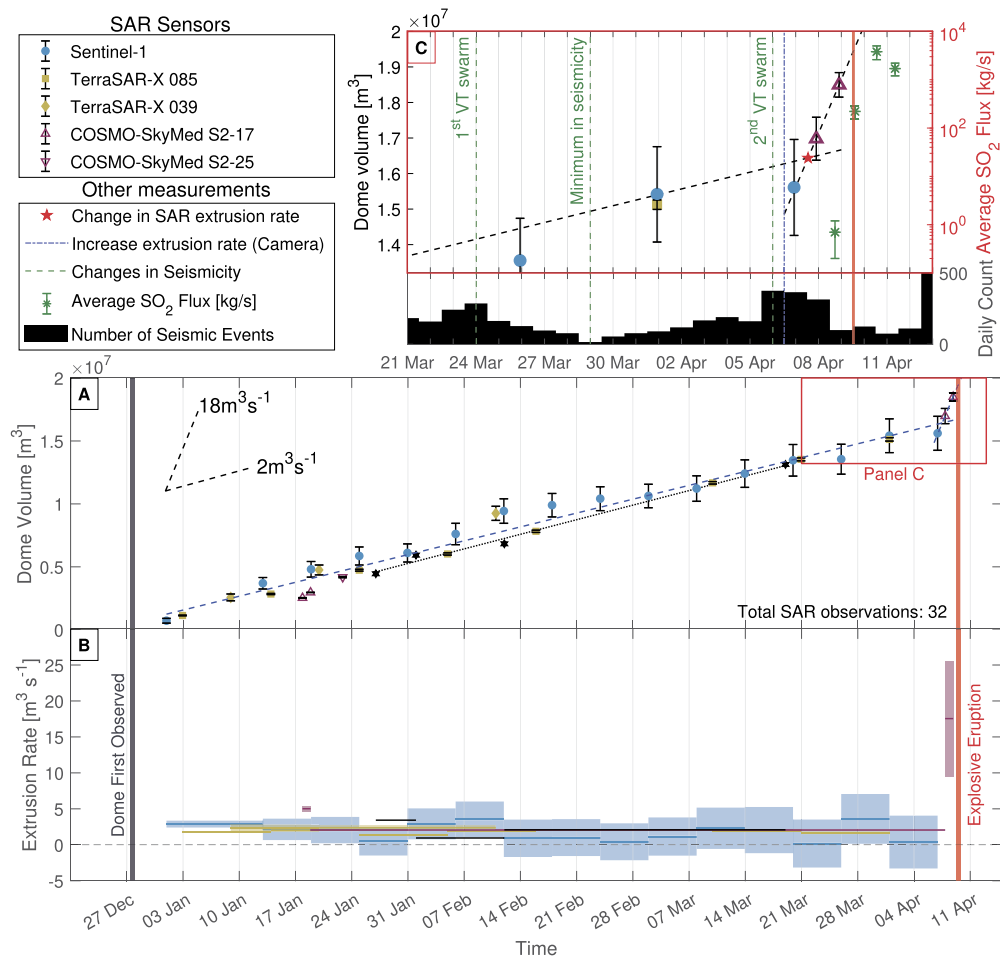 SAR Sensors
Sentinel-1
TerraSAR-X 085
TerraSAR-X 039
COSMO-SkyMed S2-17
COSMO-SkyMed S2-25
Other measurements
Change in SAR extrusion rate
Increase extrusion rate (Camera)
Changes in Seismicity
Average SO2 Flux [kg/s]
Number of Seismic Events
×10^7
C
2
1.9
1.8
1.7
1.6
1.5
1.4
Dome volume [m³]
1st VT swarm
Minimum in seismicity
2nd VT swarm
10^4
10^2
10^0
Average SO2 Flux [kg/s]
500
0
Daily Count
21 Mar 24 Mar 27 Mar 30 Mar 02 Apr 05 Apr 08 Apr 11 Apr
×10^7
A
2
1.5
1
0.5
0
Dome Volume [m³]
18m³s⁻¹
2m³s⁻¹
Panel C
Total SAR observations: 32
B
25
20
15
10
5
0
-5
Extrusion Rate [m³ s⁻¹]
Dome First Observed
Explosive Eruption
27 Dec 03 Jan 10 Jan 17 Jan 24 Jan 31 Jan 07 Feb 14 Feb 21 Feb 28 Feb 07 Mar 14 Mar 21 Mar 28 Mar 04 Apr 11 Apr
Time